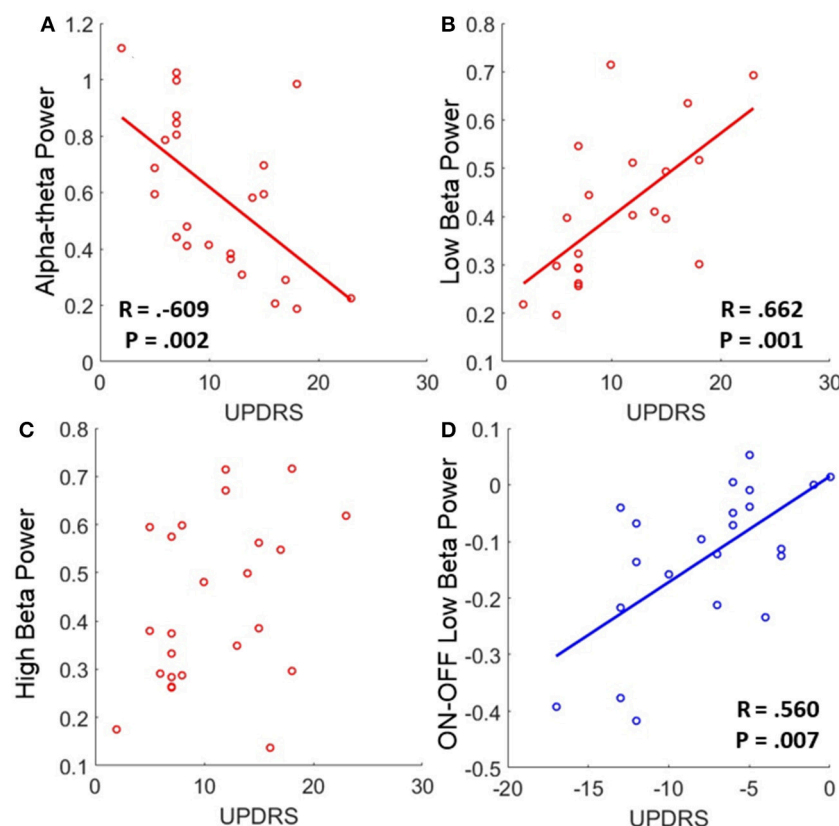 A
1.2
1
0.8
0.6
0.4
0.2
0
Alpha-theta Power
R = .-609
P = .002
0 10 20 30
UPDRS
B
0.8
0.7
0.6
0.5
0.4
0.3
0.2
0.1
Low Beta Power
R = .662
P = .001
0 10 20 30
UPDRS
C
0.8
0.7
0.6
0.5
0.4
0.3
0.2
0.1
High Beta Power
0 10 20 30
UPDRS
D
0.1
0
-0.1
-0.2
-0.3
-0.4
-0.5
ON-OFF Low Beta Power
R = .560
P = .007
-20 -15 -10 -5 0
UPDRS